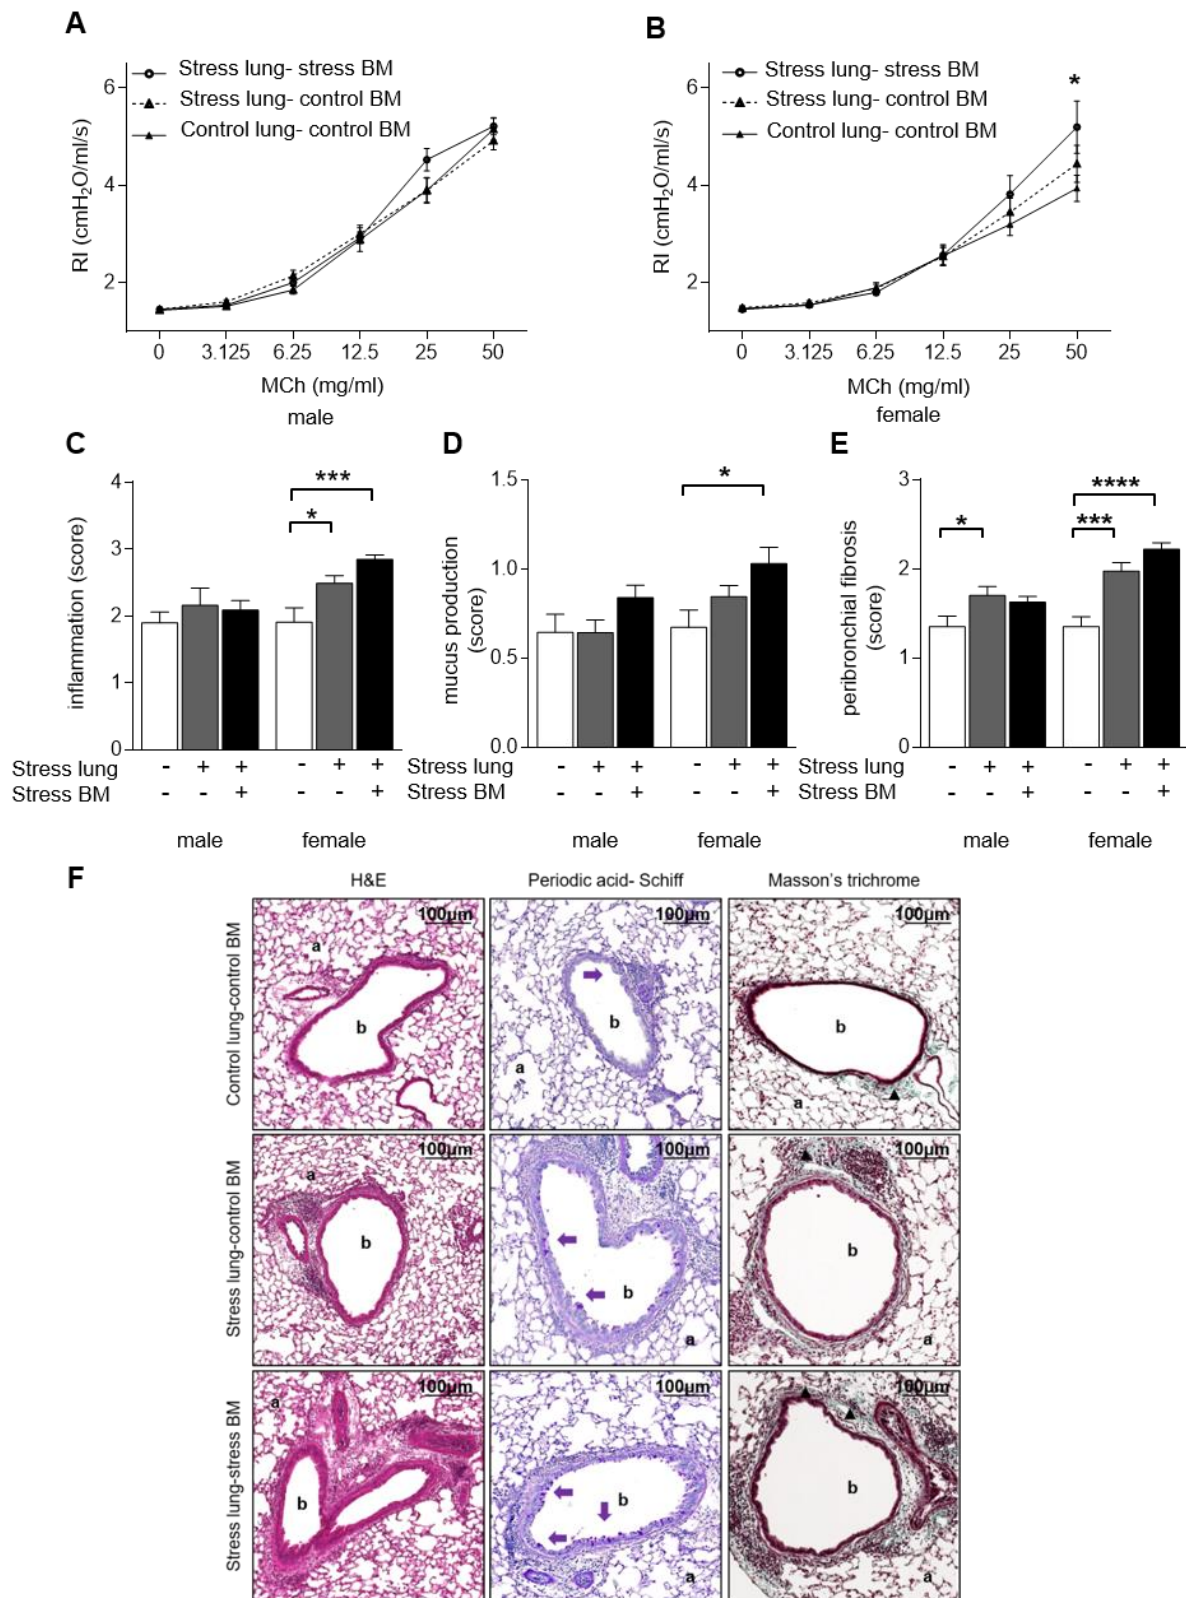 A
Stress lung- stress BM
Stress lung- control BM
Control lung- control BM
6
4
2
RI (cmH₂O/ml/s)
0 3.125 6.25 12.5 25 50
MCh (mg/ml)
male
B
Stress lung- stress BM
Stress lung- control BM
Control lung- control BM
*
6
4
2
RI (cmH₂O/ml/s)
0 3.125 6.25 12.5 25 50
MCh (mg/ml)
female
C
inflammation (score)
4
3
2
1
0
***
*
Stress lung - + + - + +
Stress BM - - + - - +
male female
D
mucus production
(score)
1.5
1.0
0.5
0.0
*
Stress lung - + + - + +
Stress BM - - + - - +
male female
E
peribronchial fibrosis
(score)
3
2
1
0
*
****
***
Stress lung - + + - + +
Stress BM - - + - - +
male female
F
H&E Periodic acid- Schiff Masson's trichrome
Control lung-control BM
100µm 100µm 100µm
a b a b a b
Stress lung-control BM
100µm 100µm 100µm
a b a b a b
Stress lung-stress BM
100µm 100µm 100µm
a b a b a b